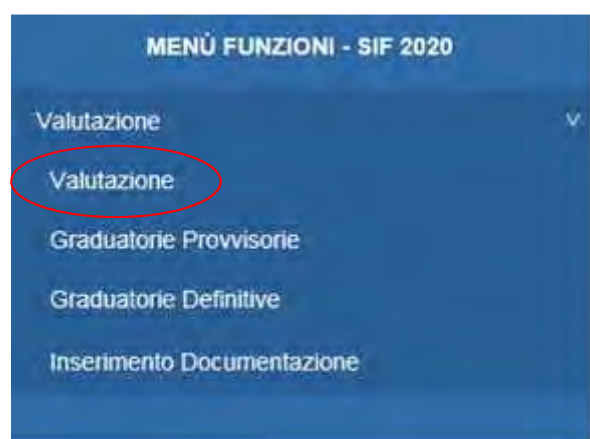 MENÙ FUNZIONI - SIF 2020
Valutazione
Valutazione
Graduatorie Provvisorie
Graduatorie Definitive
Inserimento Documentazione